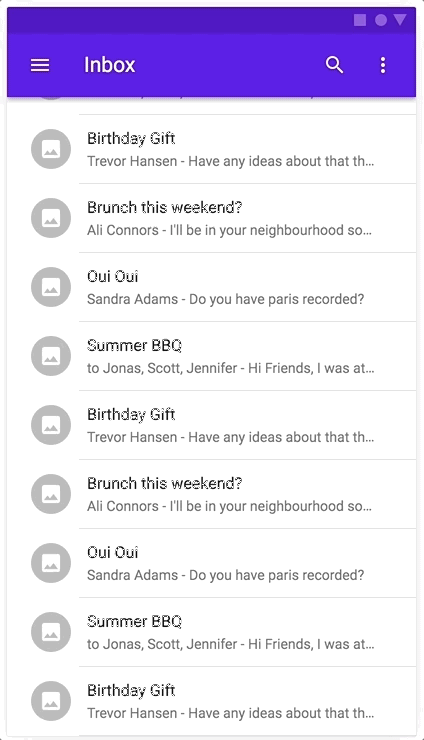 Inbox
Birthday Gift
Trevor Hansen - Have any ideas about that th...
Brunch this weekend?
Ali Connors - I'll be in your neighbourhood so...
Oui Oui
Sandra Adams - Do you have paris recorded?
Summer BBQ
to Jonas, Scott, Jennifer - Hi Friends, I was at...
Birthday Gift
Trevor Hansen - Have any ideas about that th...
Brunch this weekend?
Ali Connors - I'll be in your neighbourhood so...
Oui Oui
Sandra Adams - Do you have paris recorded?
Summer BBQ
to Jonas, Scott, Jennifer - Hi Friends, I was at...
Birthday Gift
Trevor Hansen - Have any ideas about that th...